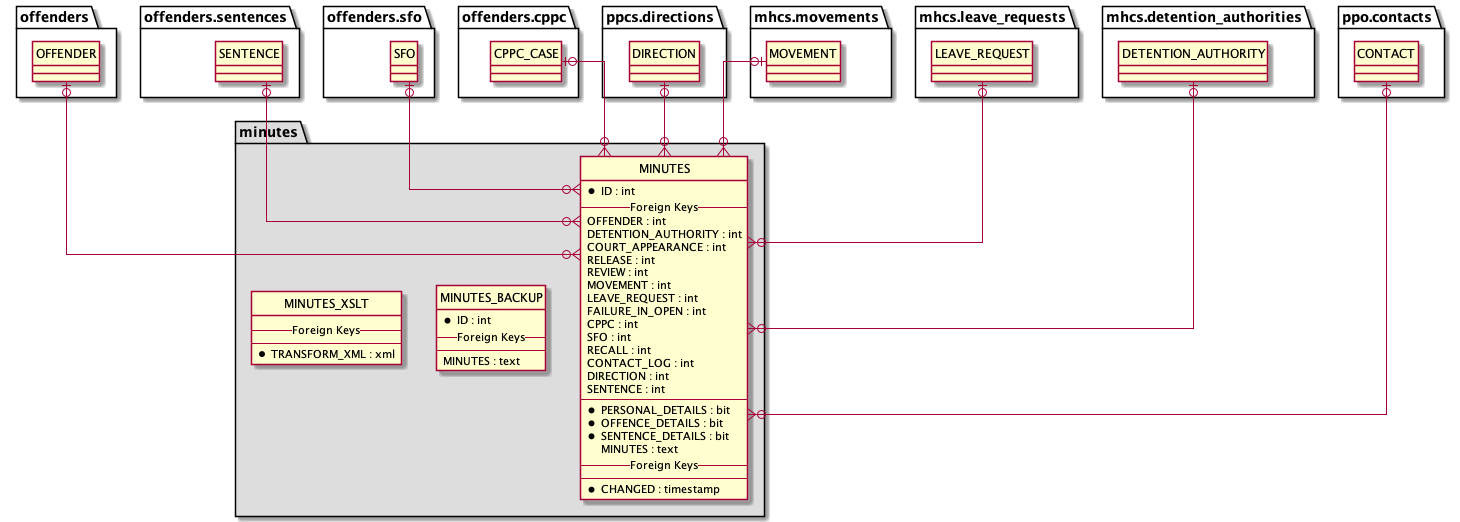 offenders
offenders.sentences
offenders.sfo
offenders.cppc
ppcs.directions
mhcs.movements
mhcs.leave_requests
mhcs.detention_authorities
ppo.contacts
OFFENDER
SENTENCE
SFO
CPPC_CASE
DIRECTION
MOVEMENT
LEAVE_REQUEST
DETENTION_AUTHORITY
CONTACT
minutes
MINUTES
ID : int
Foreign Keys
OFFENDER : int
DETENTION_AUTHORITY : int
COURT_APPEARANCE : int
RELEASE : int
REVIEW : int
MOVEMENT : int
LEAVE_REQUEST : int
FAILURE_IN_OPEN : int
CPPC : int
SFO : int
RECALL : int
CONTACT_LOG : int
DIRECTION : int
SENTENCE : int
PERSONAL_DETAILS : bit
OFFENCE_DETAILS : bit
SENTENCE_DETAILS : bit
MINUTES : text
Foreign Keys
CHANGED : timestamp
MINUTES_XSLT
Foreign Keys
TRANSFORM_XML : xml
MINUTES_BACKUP
ID : int
Foreign Keys
MINUTES : text